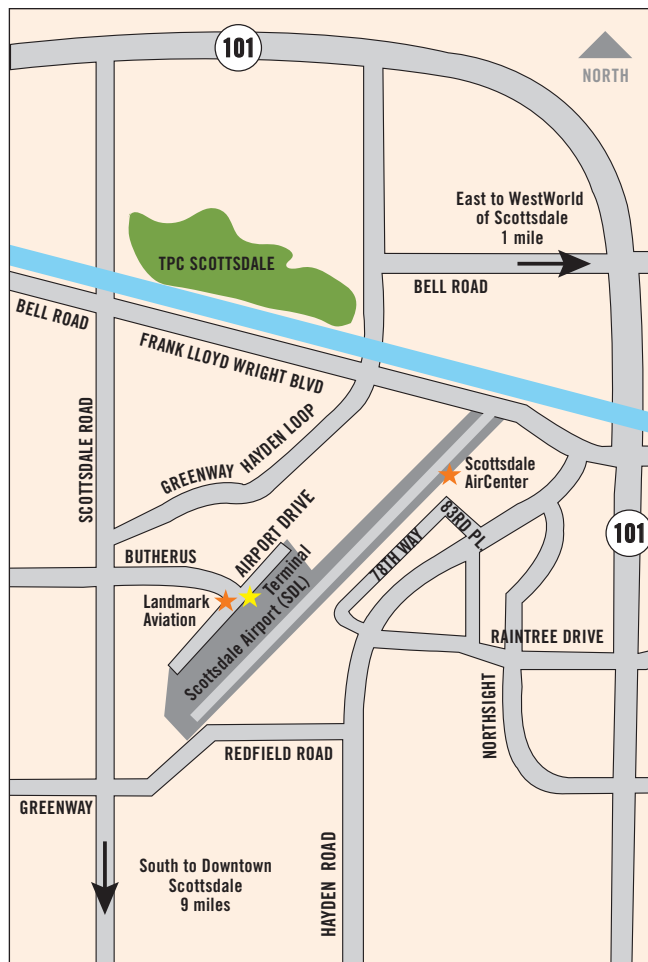 101
NORTH
East to WestWorld
of Scottsdale
1 mile
TPC SCOTTSDALE
BELL ROAD
BELL ROAD
FRANK LLOYD WRIGHT BLVD
SCOTTSDALE ROAD
GREENWAY HAYDEN LOOP
Scottsdale
AirCenter
83RD PL.
78TH WAY
101
AIRPORT DRIVE
BUTHERUS
Terminal
Landmark
Aviation
Scottsdale Airport (SDL)
RAINTREE DRIVE
NORTHSIGHT
REDFIELD ROAD
GREENWAY
South to Downtown
Scottsdale
9 miles
HAYDEN ROAD